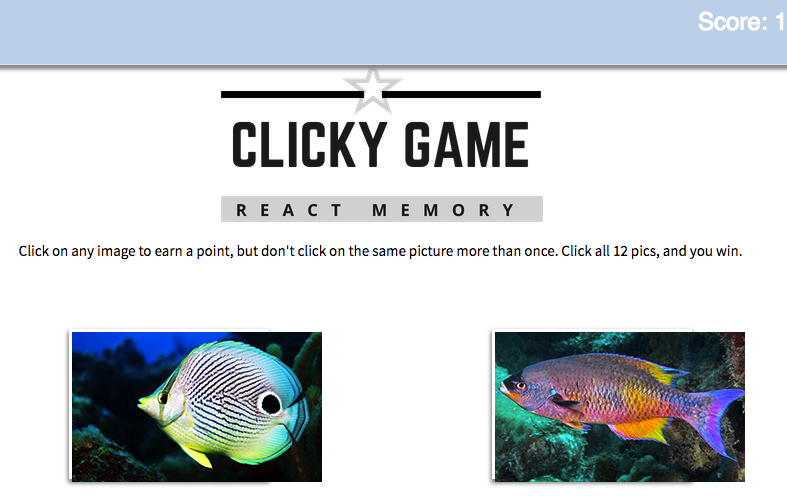 Score: 1
CLICKY GAME
REACT MEMORY
Click on any image to earn a point, but don't click on the same picture more than once. Click all 12 pics, and you win.